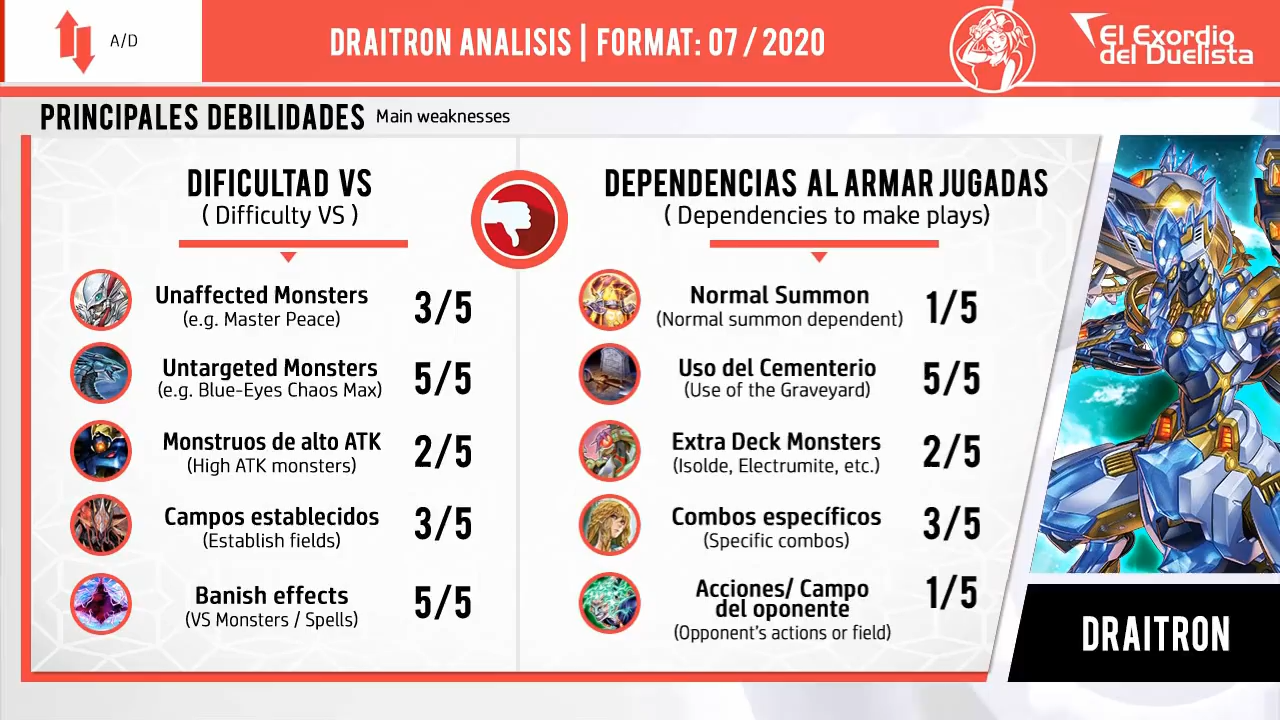 A/D
DRAITRON ANALISIS | FORMAT: 07 / 2020
El Exordio
del Duelista
PRINCIPALES DEBILIDADES Main weaknesses
DIFICULTAD VS
( Difficulty VS )
Unaffected Monsters
(e.g. Master Peace)
3/5
Untargeted Monsters
(e.g. Blue-Eyes Chaos Max)
5/5
Monstruos de alto ATK
(High ATK monsters)
2/5
Campos establecidos
(Establish fields)
3/5
Banish effects
(VS Monsters / Spells)
5/5
DEPENDENCIAS AL ARMAR JUGADAS
( Dependencies to make plays)
Normal Summon
(Normal summon dependent)
1/5
Uso del Cementerio
(Use of the Graveyard)
5/5
Extra Deck Monsters
(Isolde, Electrumite, etc.)
2/5
Combos específicos
(Specific combos)
3/5
Acciones/ Campo
del oponente
(Opponent's actions or field)
1/5
DRAITRON